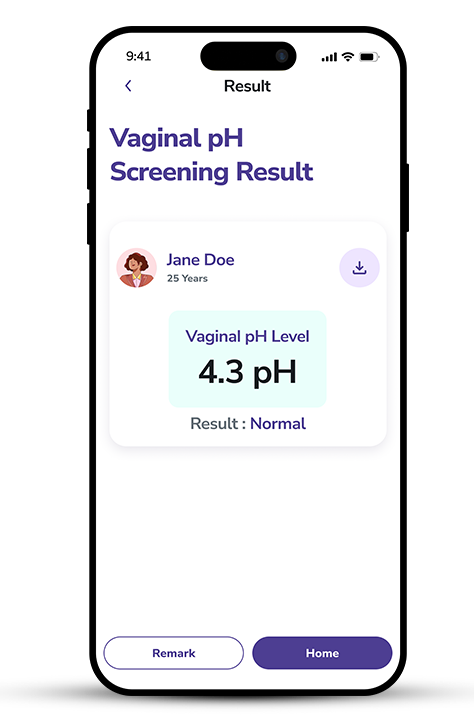 9:41
Result
Vaginal pH
Screening Result
Jane Doe
25 Years
Vaginal pH Level
4.3 pH
Result : Normal
Remark
Home